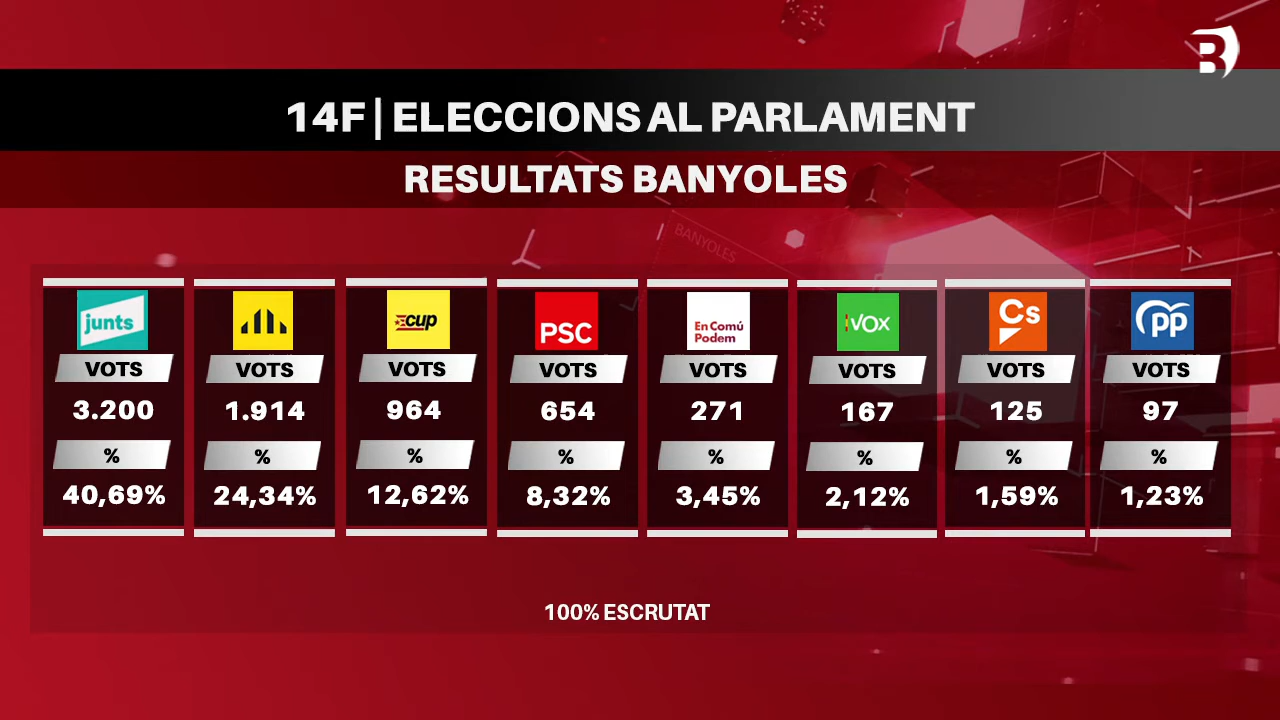 B
14F | ELECCIONS AL PARLAMENT
RESULTATS BANYOLES
BANYOLES
junts
CUP
PSC
En Comú
Podem
VOX
Cs
PP
VOTS VOTS VOTS VOTS VOTS VOTS VOTS VOTS
3.200 1.914 964 654 271 167 125 97
% % % % % % % %
40,69% 24,34% 12,62% 8,32% 3,45% 2,12% 1,59% 1,23%
100% ESCRUTAT